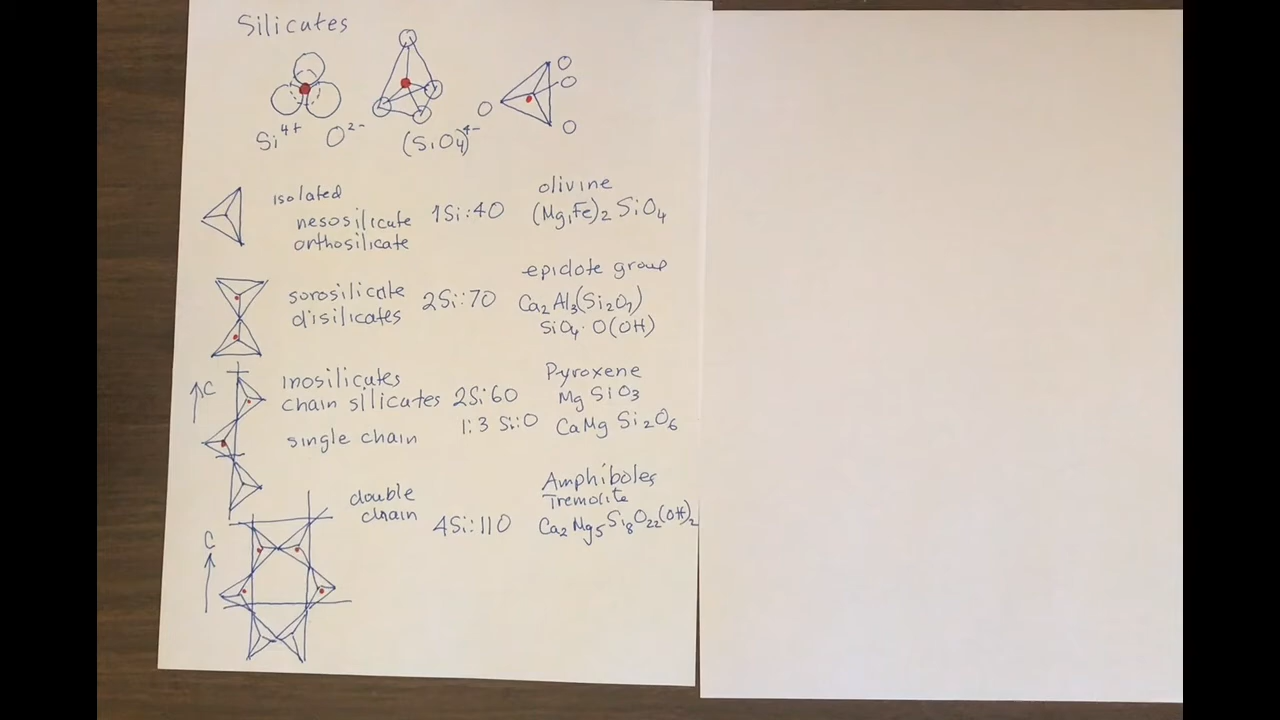 Silicates
O
O
O
O
Si⁴⁺ O²⁻ (SiO4)⁴⁻
isolated
nesosilicate
orthosilicate
1Si:4O
olivine
(Mg,Fe)₂ SiO₄
sorosilicate
disilicates
2Si:7O
epidote group
Ca₂Al₃(Si₂O₇)
SiO₄·O(OH)
C
inosilicates
chain silicates
single chain
2Si6O
1:3 Si:O
Pyroxene
MgSiO₃
CaMg Si₂O₆
C
double
chain
4Si:11O
Amphiboles
Tremolite
Ca₂Mg₅Si₈O₂₂(OH)₂